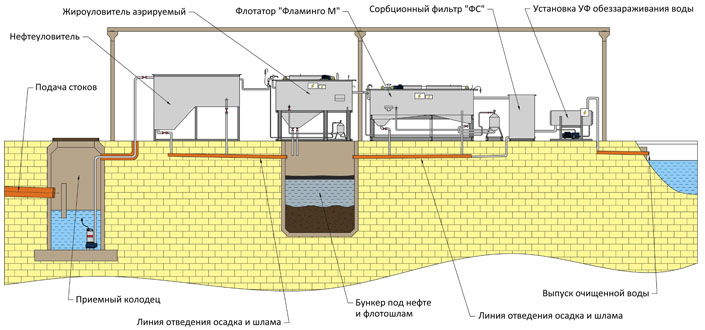 Нефтеуловитель
Жироуловитель аэрируемый
Флотатор "Фламинго М"
Сорбционный фильтр "ФС"
Установка УФ обеззараживания воды
Подача стоков
Приемный колодец
Линия отведения осадка и шлама
Бункер под нефте
и флотошлам
Линия отведения осадка и шлама
Выпуск очищенной воды